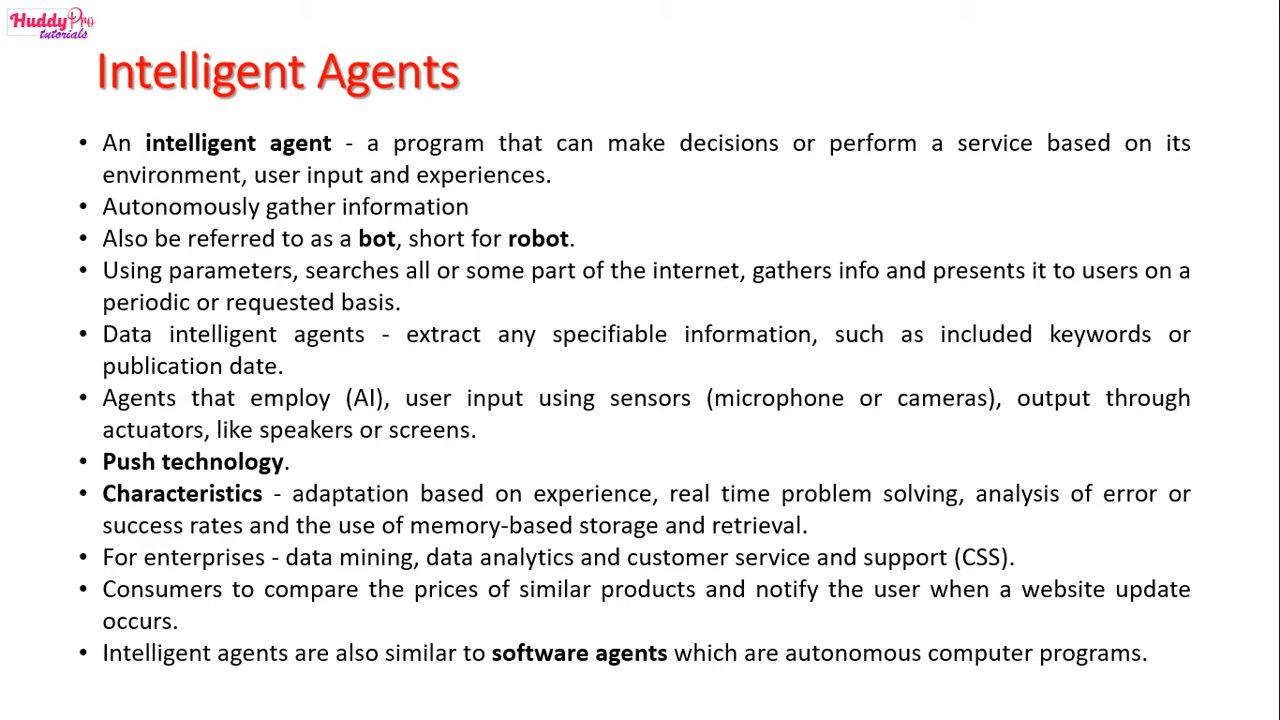 HuddyPro
tutorials
Intelligent Agents
• An intelligent agent - a program that can make decisions or perform a service based on its
environment, user input and experiences.
• Autonomously gather information
• Also be referred to as a bot, short for robot.
• Using parameters, searches all or some part of the internet, gathers info and presents it to users on a
periodic or requested basis.
• Data intelligent agents - extract any specifiable information, such as included keywords or
publication date.
• Agents that employ (AI), user input using sensors (microphone or cameras), output through
actuators, like speakers or screens.
• Push technology.
• Characteristics - adaptation based on experience, real time problem solving, analysis of error or
success rates and the use of memory-based storage and retrieval.
• For enterprises - data mining, data analytics and customer service and support (CSS).
• Consumers to compare the prices of similar products and notify the user when a website update
occurs.
• Intelligent agents are also similar to software agents which are autonomous computer programs.